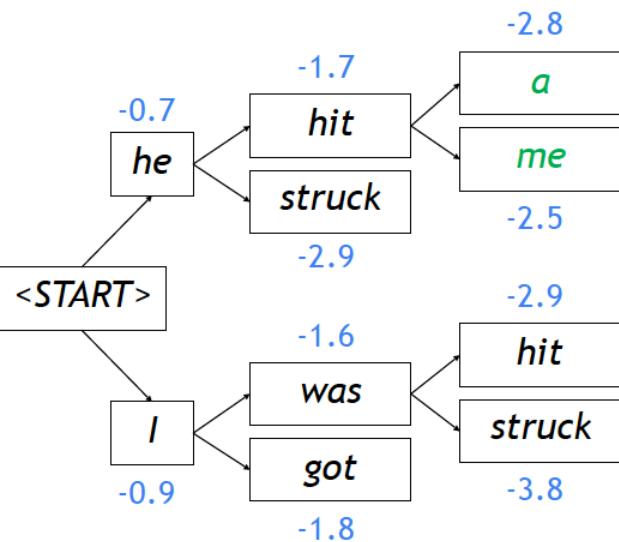 -2.8
-1.7
a
-0.7
hit
he
me
struck
-2.5
-2.9
<START>
-2.9
-1.6
hit
was
I
struck
got
-0.9
-3.8
-1.8